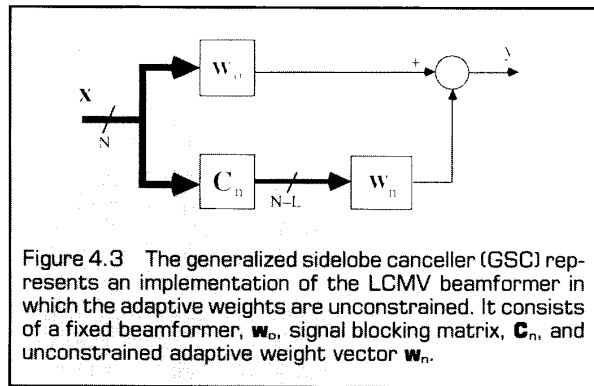 w₀
+
y
X
N
Cₙ
N–L
wₙ
Figure 4.3 The generalized sidelobe canceller (GSC) rep-
resents an implementation of the LCMV beamformer in
which the adaptive weights are unconstrained. It consists
of a fixed beamformer, w₀, signal blocking matrix, Cₙ, and
unconstrained adaptive weight vector wₙ.